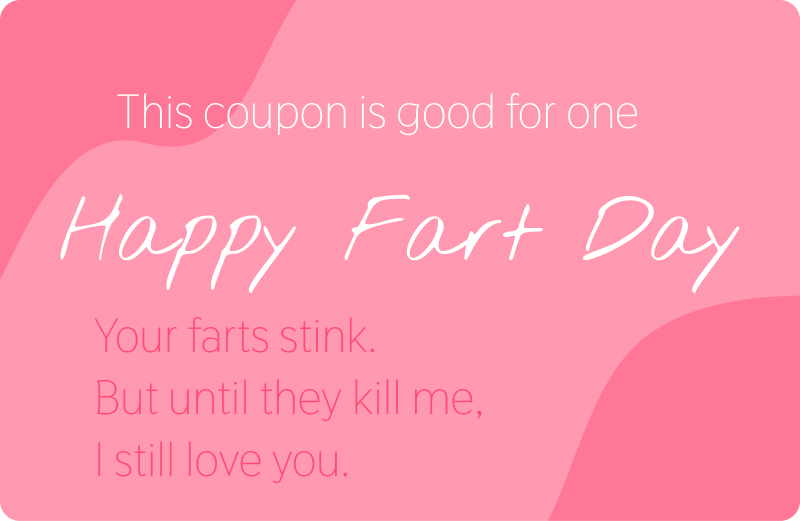 This coupon is good for one
Happy Fart Day
Your farts stink.
But until they kill me,
I still love you.